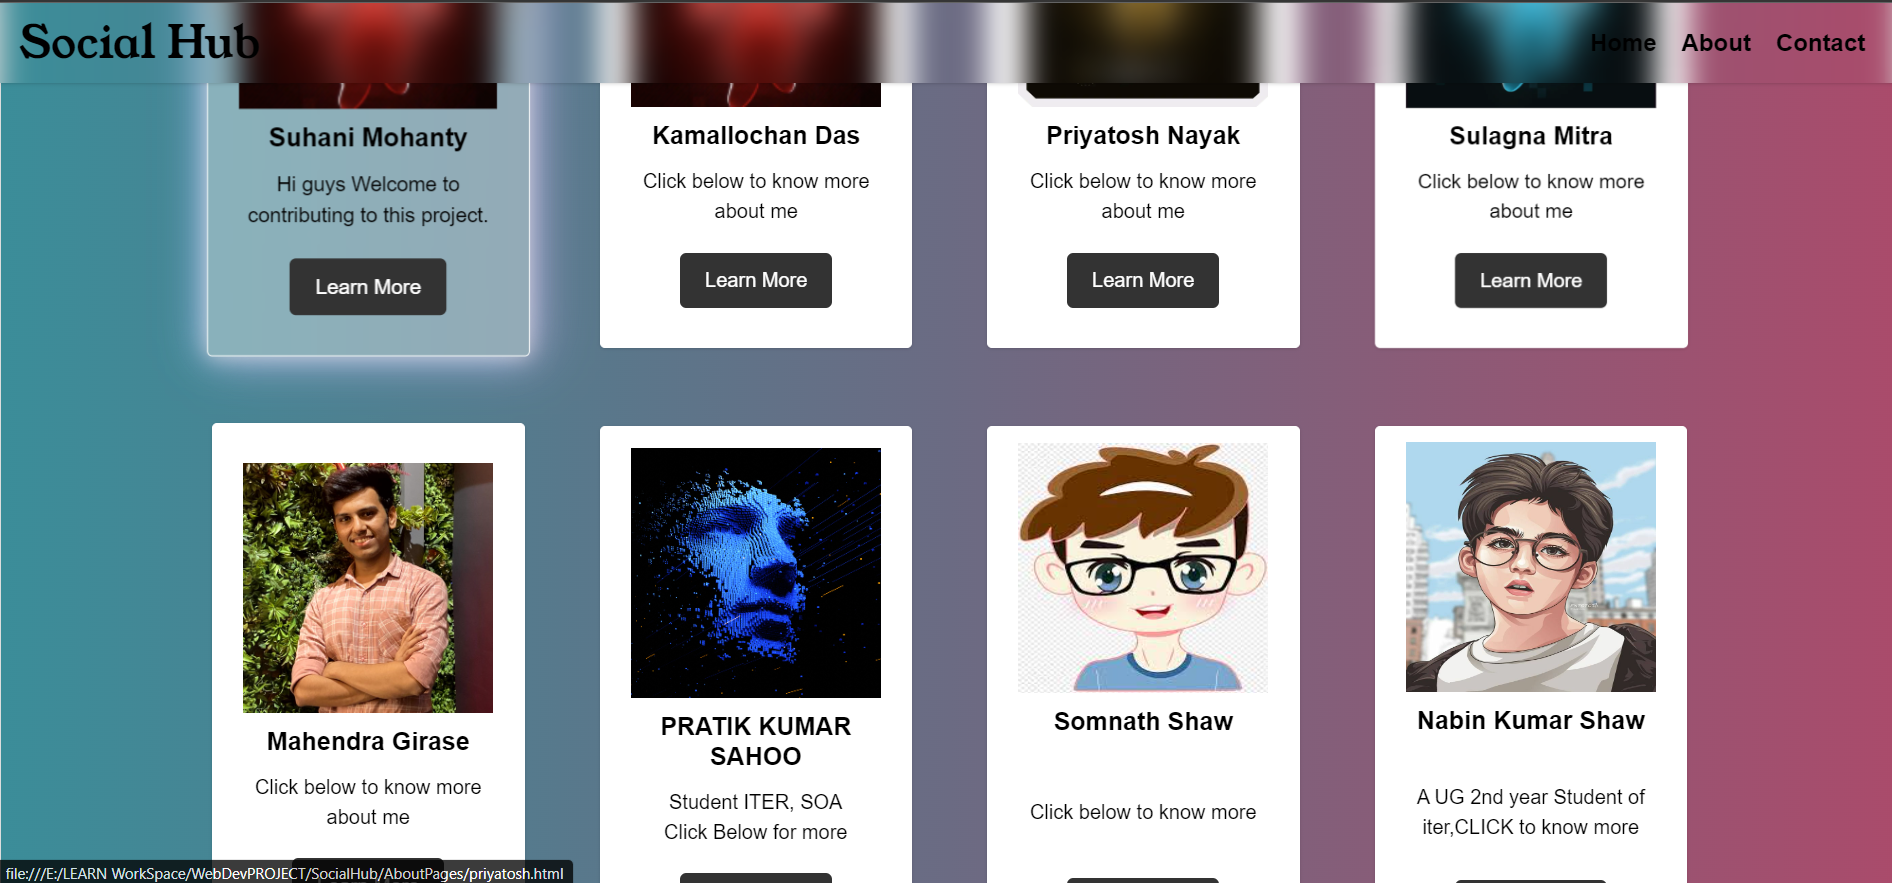 Social Hub
Home About Contact
Suhani Mohanty
Hi guys Welcome to
contributing to this project.
Learn More
Kamallochan Das
Click below to know more
about me
Learn More
Priyatosh Nayak
Click below to know more
about me
Learn More
Sulagna Mitra
Click below to know more
about me
Learn More
Mahendra Girase
Click below to know more
about me
PRATIK KUMAR
SAHOO
Student ITER, SOA
Click Below for more
Somnath Shaw
Click below to know more
Nabin Kumar Shaw
A UG 2nd year Student of
iter,CLICK to know more
file:///E:/LEARN WorkSpace/WebDevPROJECT/SocialHub/AboutPages/priyatosh.html